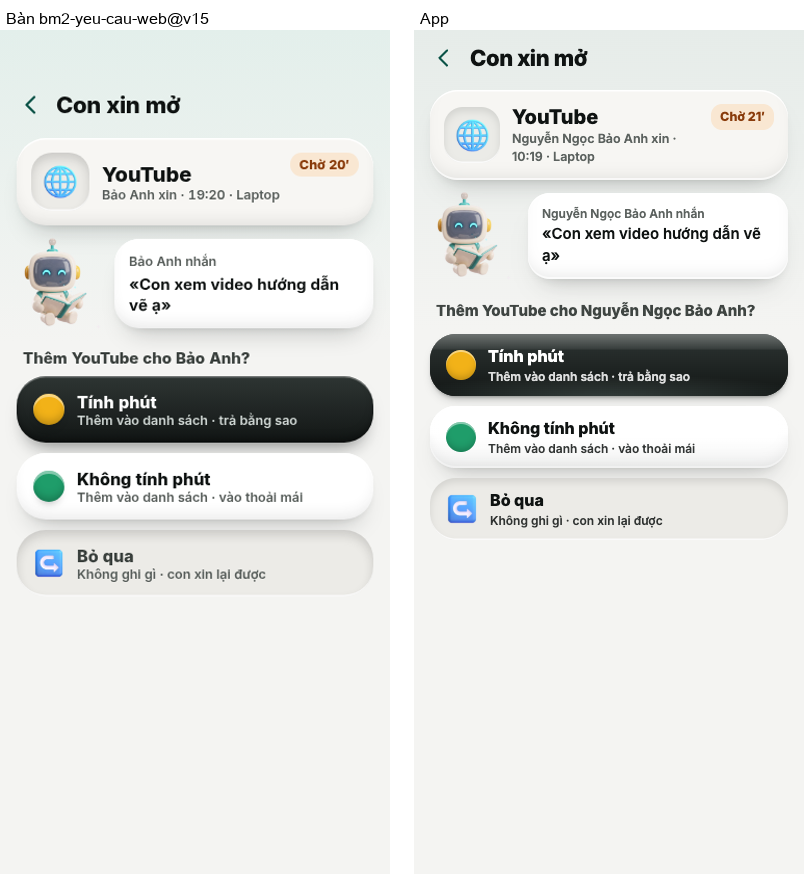 Bản bm2-yeu-cau-web@v15
Con xin mở
YouTube
Bảo Anh xin · 19:20 · Laptop
Chờ 20′
Bảo Anh nhắn
«Con xem video hướng dẫn
vẽ ạ»
Thêm YouTube cho Bảo Anh?
Tính phút
Thêm vào danh sách · trả bằng sao
Không tính phút
Thêm vào danh sách · vào thoải mái
Bỏ qua
Không ghi gì · con xin lại được
App
Con xin mở
YouTube
Nguyễn Ngọc Bảo Anh xin ·
10:19 · Laptop
Chờ 21′
Nguyễn Ngọc Bảo Anh nhắn
«Con xem video hướng dẫn vẽ
ạ»
Thêm YouTube cho Nguyễn Ngọc Bảo Anh?
Tính phút
Thêm vào danh sách · trả bằng sao
Không tính phút
Thêm vào danh sách · vào thoải mái
Bỏ qua
Không ghi gì · con xin lại được